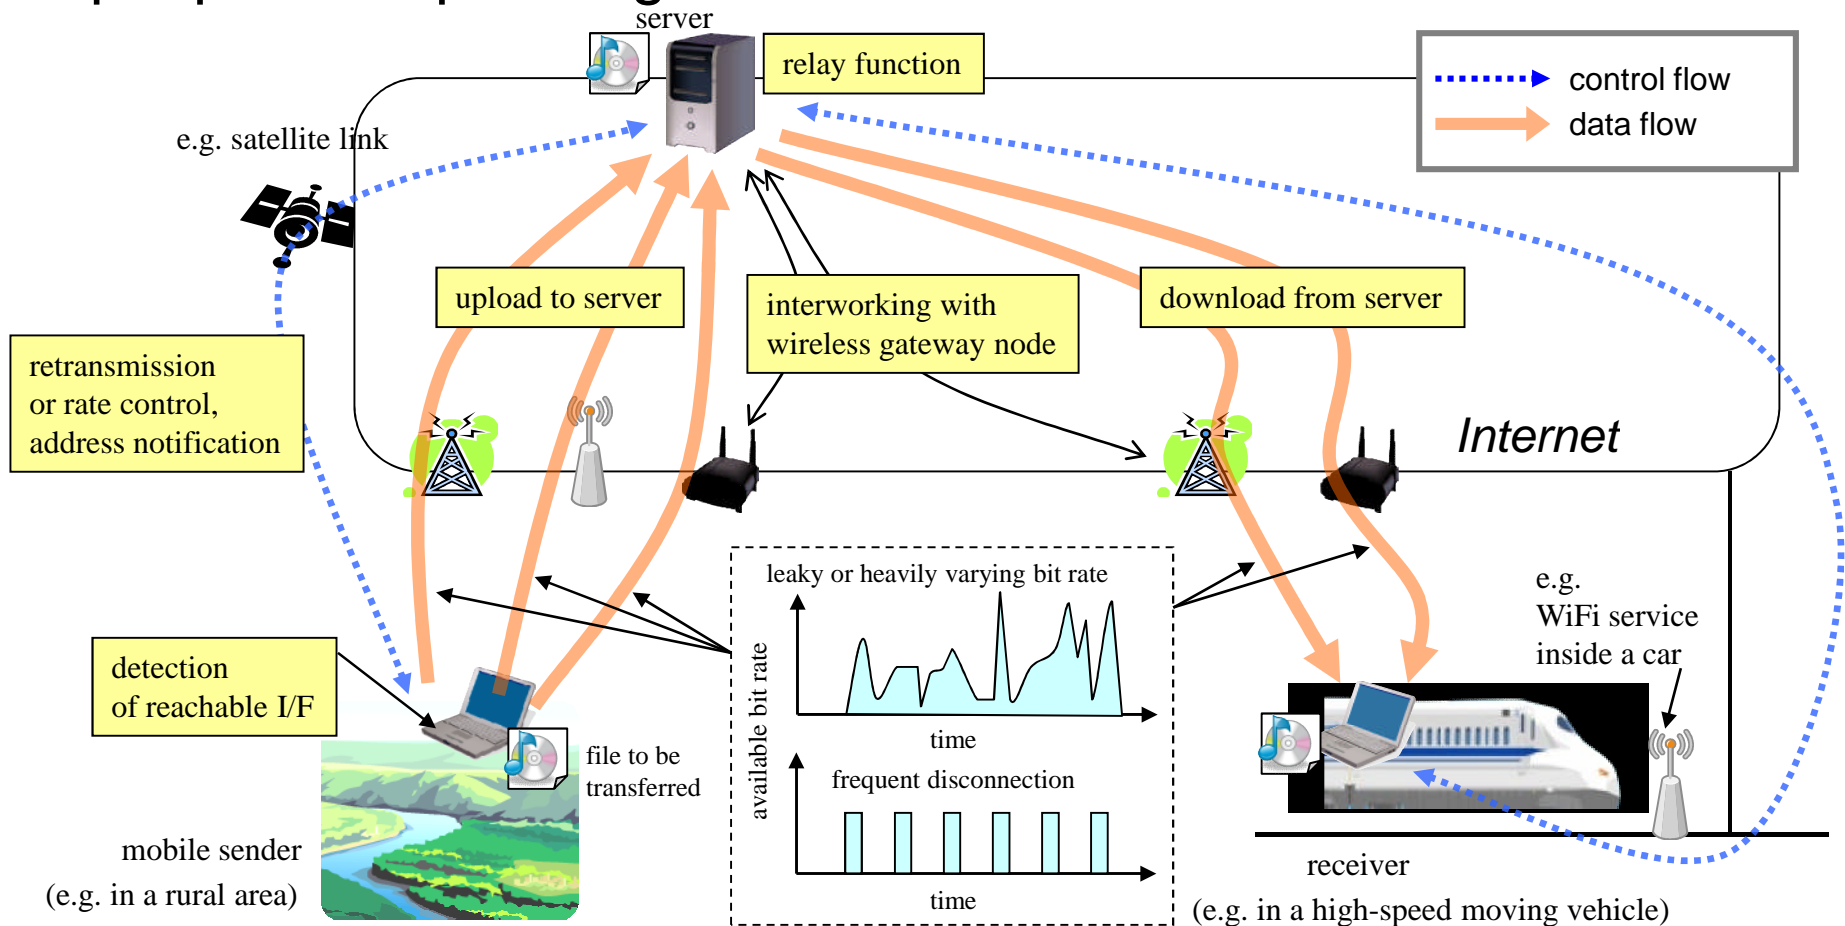 server
relay function
control flow
data flow
e.g. satellite link
upload to server
interworking with
wireless gateway node
download from server
retransmission
or rate control,
address notification
Internet
leaky or heavily varying bit rate
available bit rate
time
frequent disconnection
time
e.g.
WiFi service
inside a car
detection
of reachable I/F
file to be
transferred
mobile sender
(e.g. in a rural area)
receiver
(e.g. in a high-speed moving vehicle)